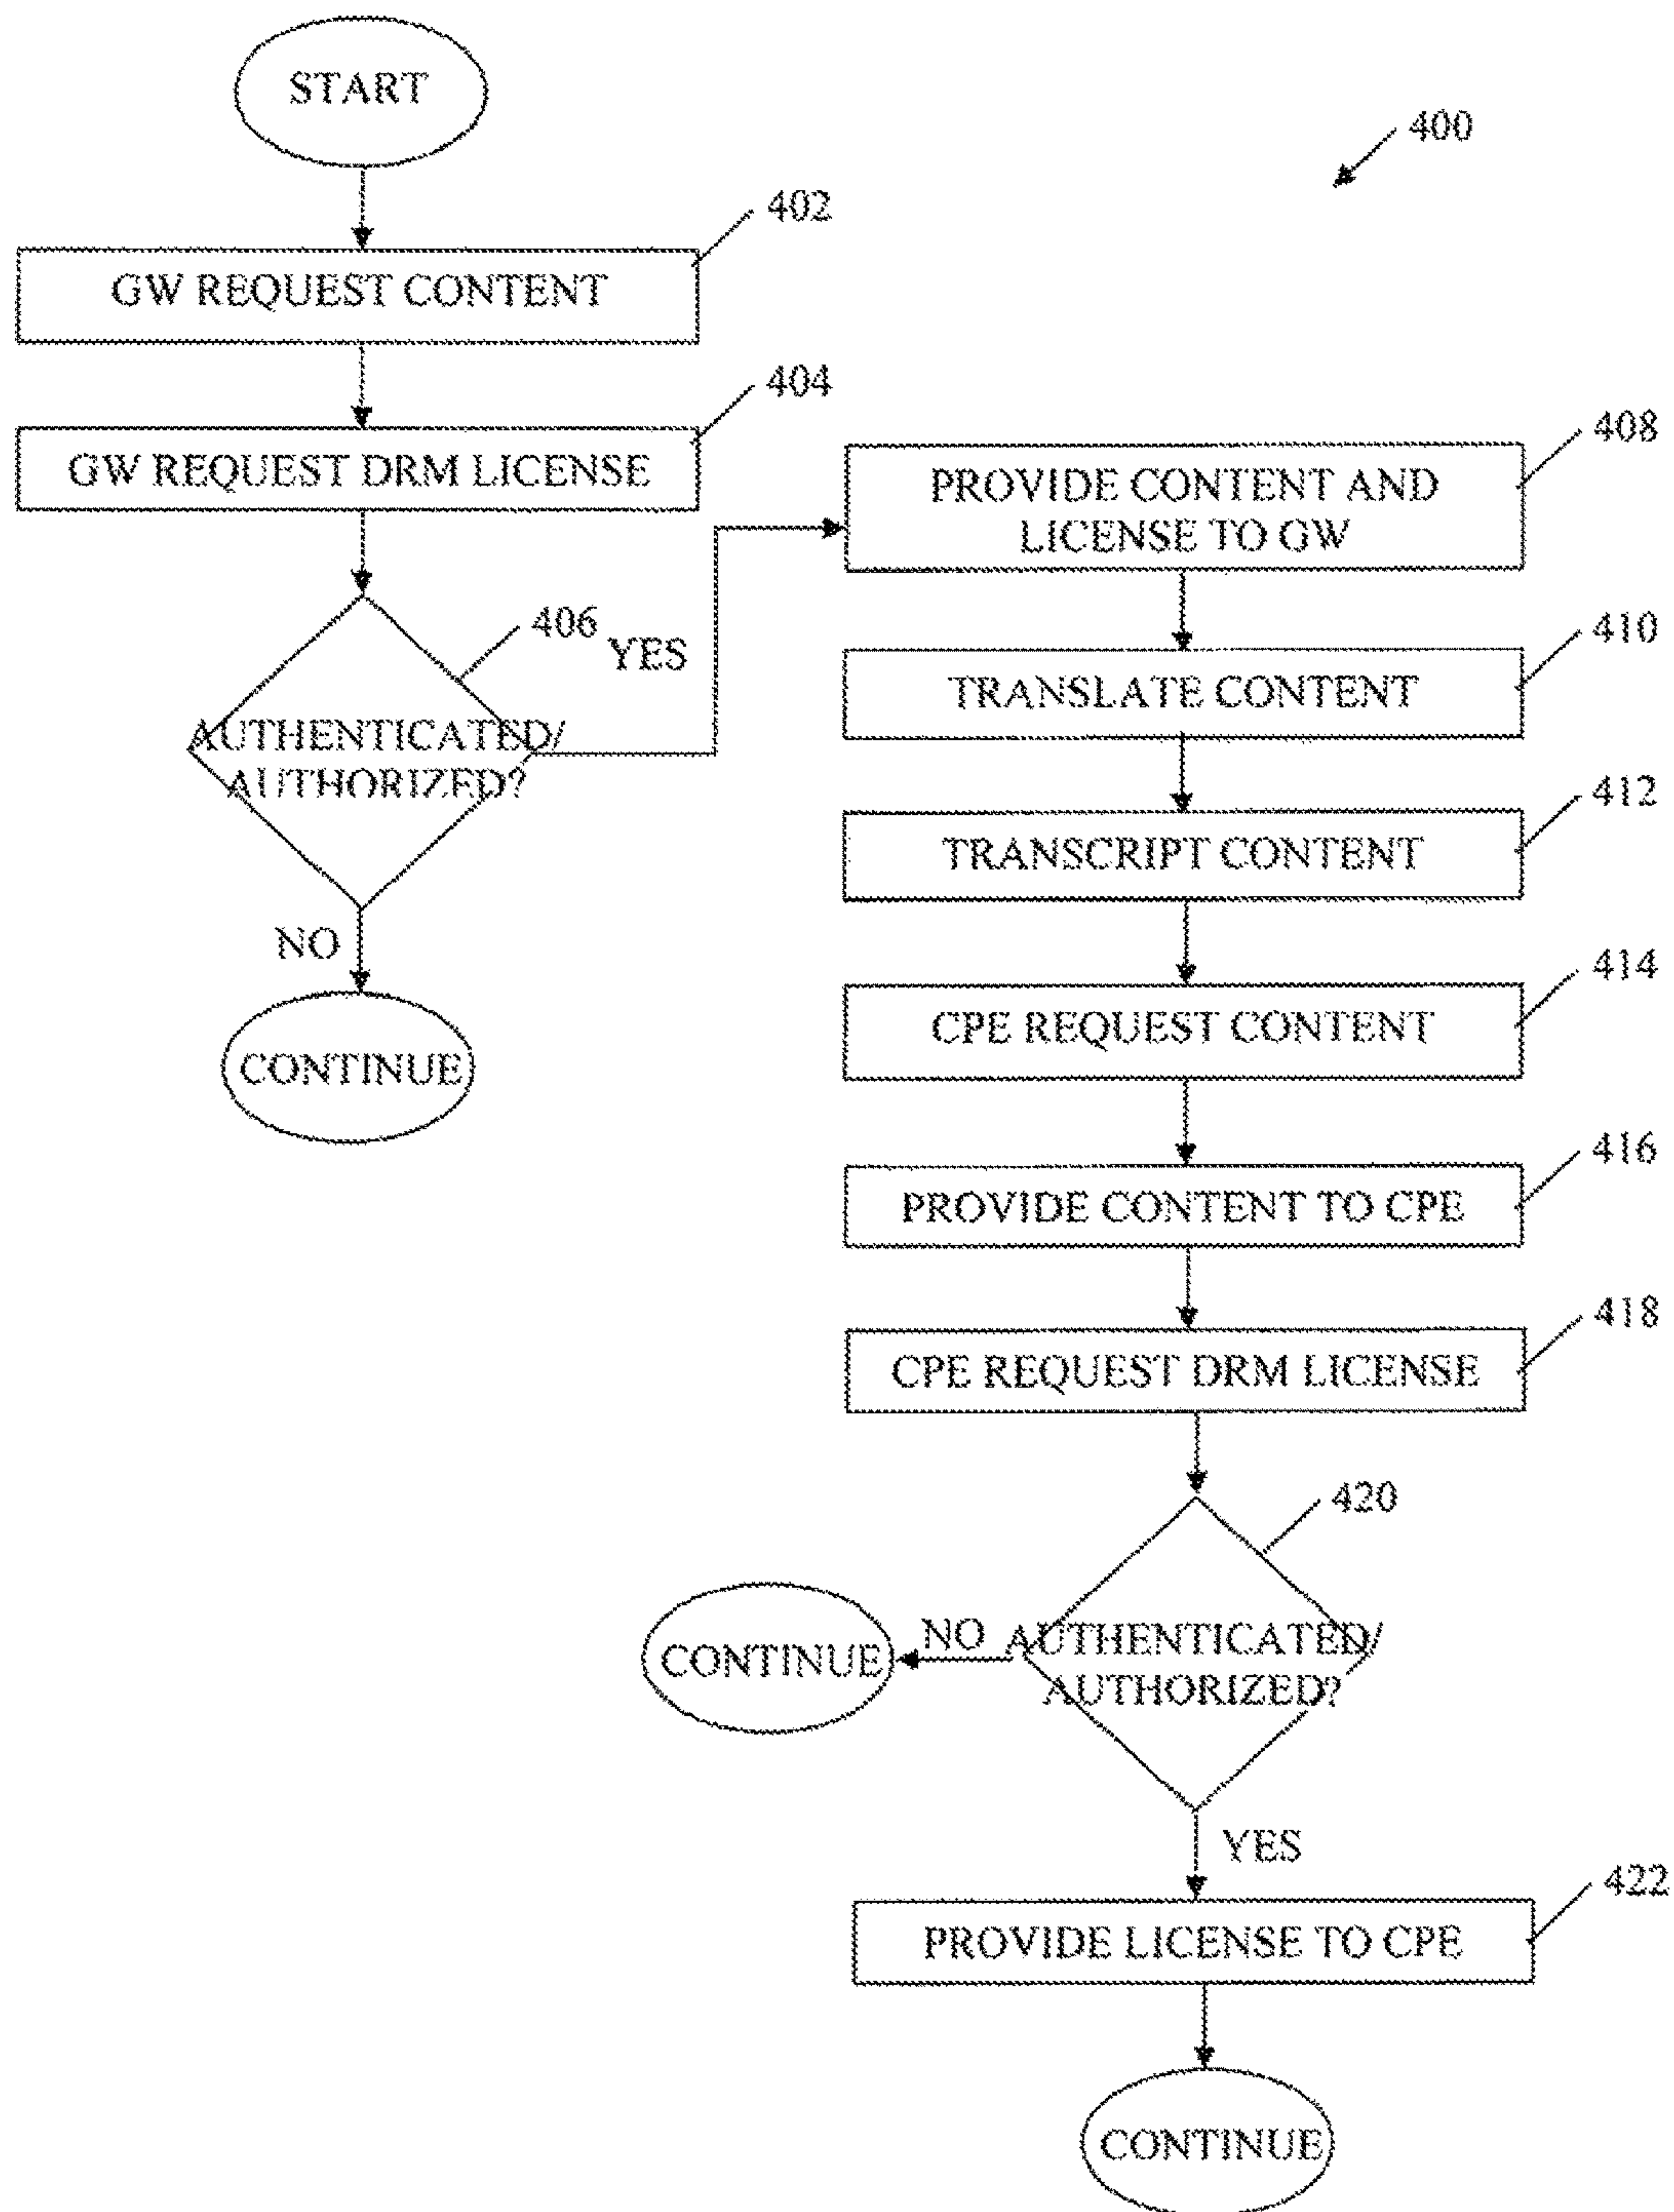 START
400
402
GW REQUEST CONTENT
404
GW REQUEST DRM LICENSE
406
YES
AUTHENTICATED/
AUTHORIZED?
NO
CONTINUE
408
PROVIDE CONTENT AND
LICENSE TO GW
410
TRANSLATE CONTENT
412
TRANSCRIPT CONTENT
414
CPE REQUEST CONTENT
416
PROVIDE CONTENT TO CPE
418
CPE REQUEST DRM LICENSE
420
AUTHENTICATED/
AUTHORIZED?
NO
CONTINUE
YES
422
PROVIDE LICENSE TO CPE
CONTINUE